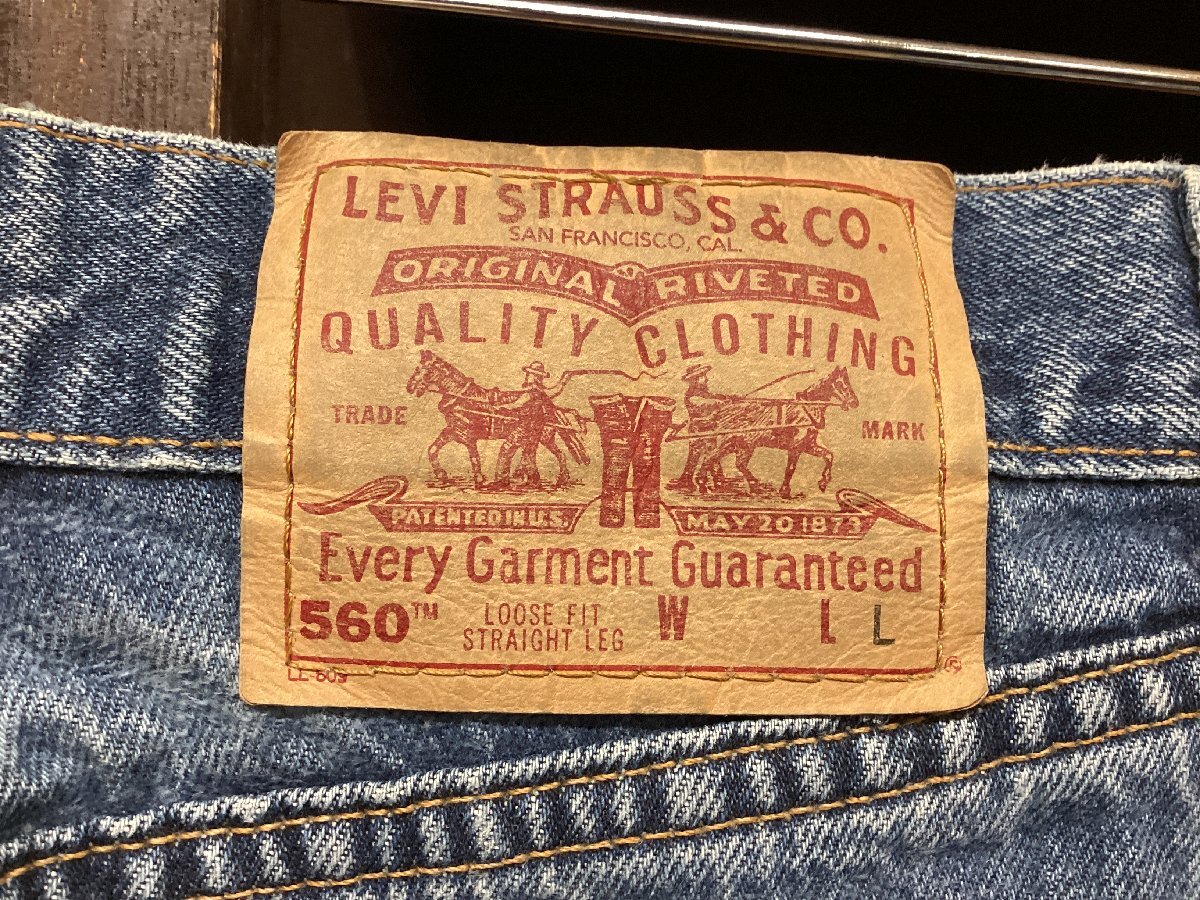 LEVI STRAUSS & CO.
SAN FRANCISCO, CAL.
ORIGINAL RIVETED
QUALITY CLOTHING
TRADE MARK
PATENTED IN U.S. MAY 20 1873
Every Garment Guaranteed
560™ LOOSE FIT STRAIGHT LEG W L L
®